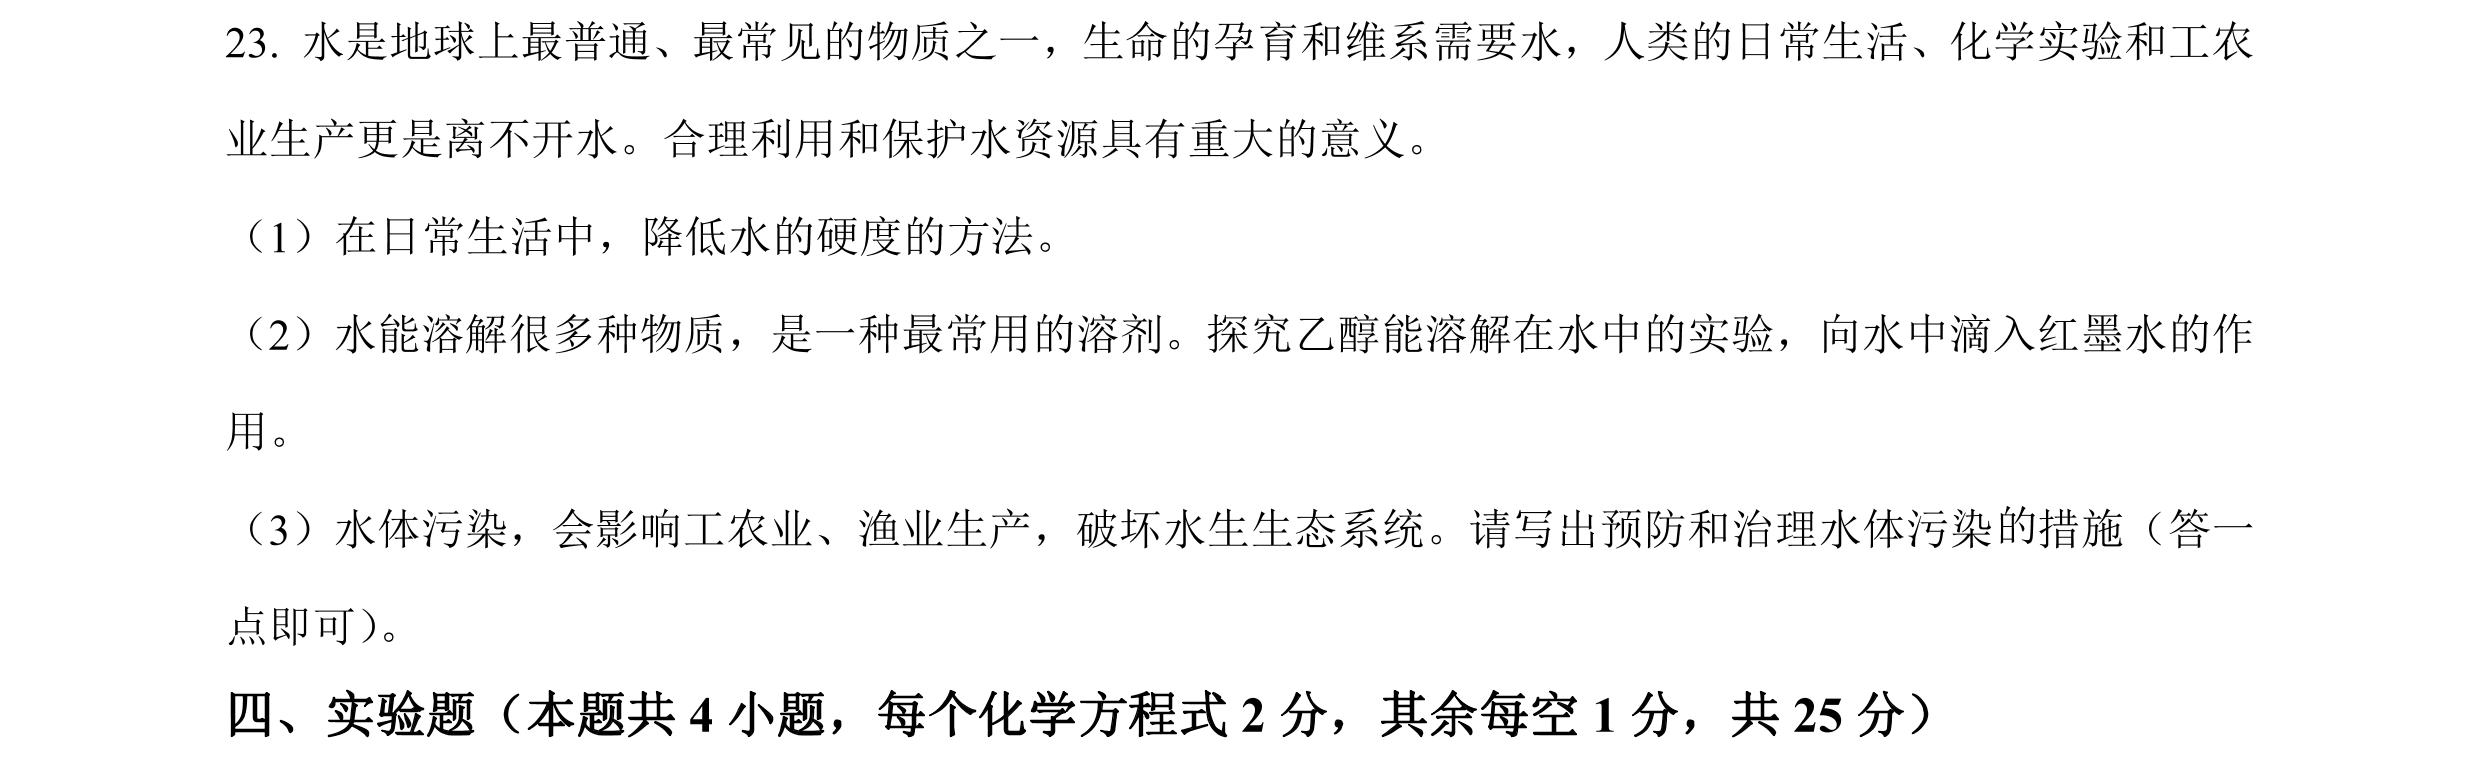 23. 水是地球上最普通、最常见的物质之一，生命的孕育和维系需要水，人类的日常生活、化学实验和工农
业生产更是离不开水。合理利用和保护水资源具有重大的意义。
（1）在日常生活中，降低水的硬度的方法。
（2）水能溶解很多种物质，是一种最常用的溶剂。探究乙醇能溶解在水中的实验，向水中滴入红墨水的作
用。
（3）水体污染，会影响工农业、渔业生产，破坏水生生态系统。请写出预防和治理水体污染的措施（答一
点即可）。
四、实验题（本题共 4 小题，每个化学方程式 2 分，其余每空 1 分，共 25 分）